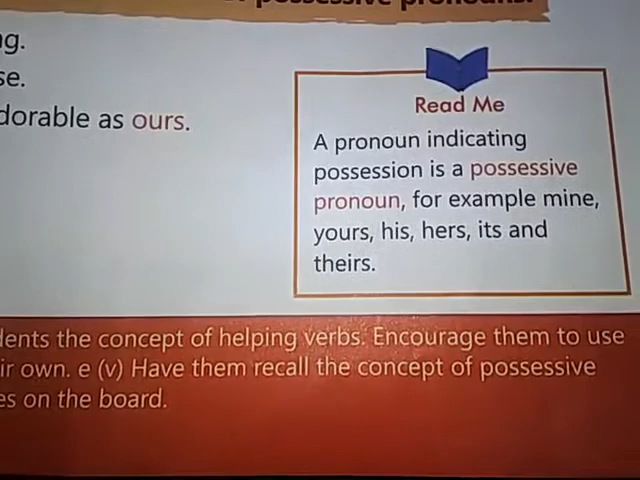 possessive pronouns.
g.
se.
dorable as ours.
Read Me
A pronoun indicating
possession is a possessive
pronoun, for example mine,
yours, his, hers, its and
theirs.
dents the concept of helping verbs. Encourage them to use
ir own. e (v) Have them recall the concept of possessive
es on the board.